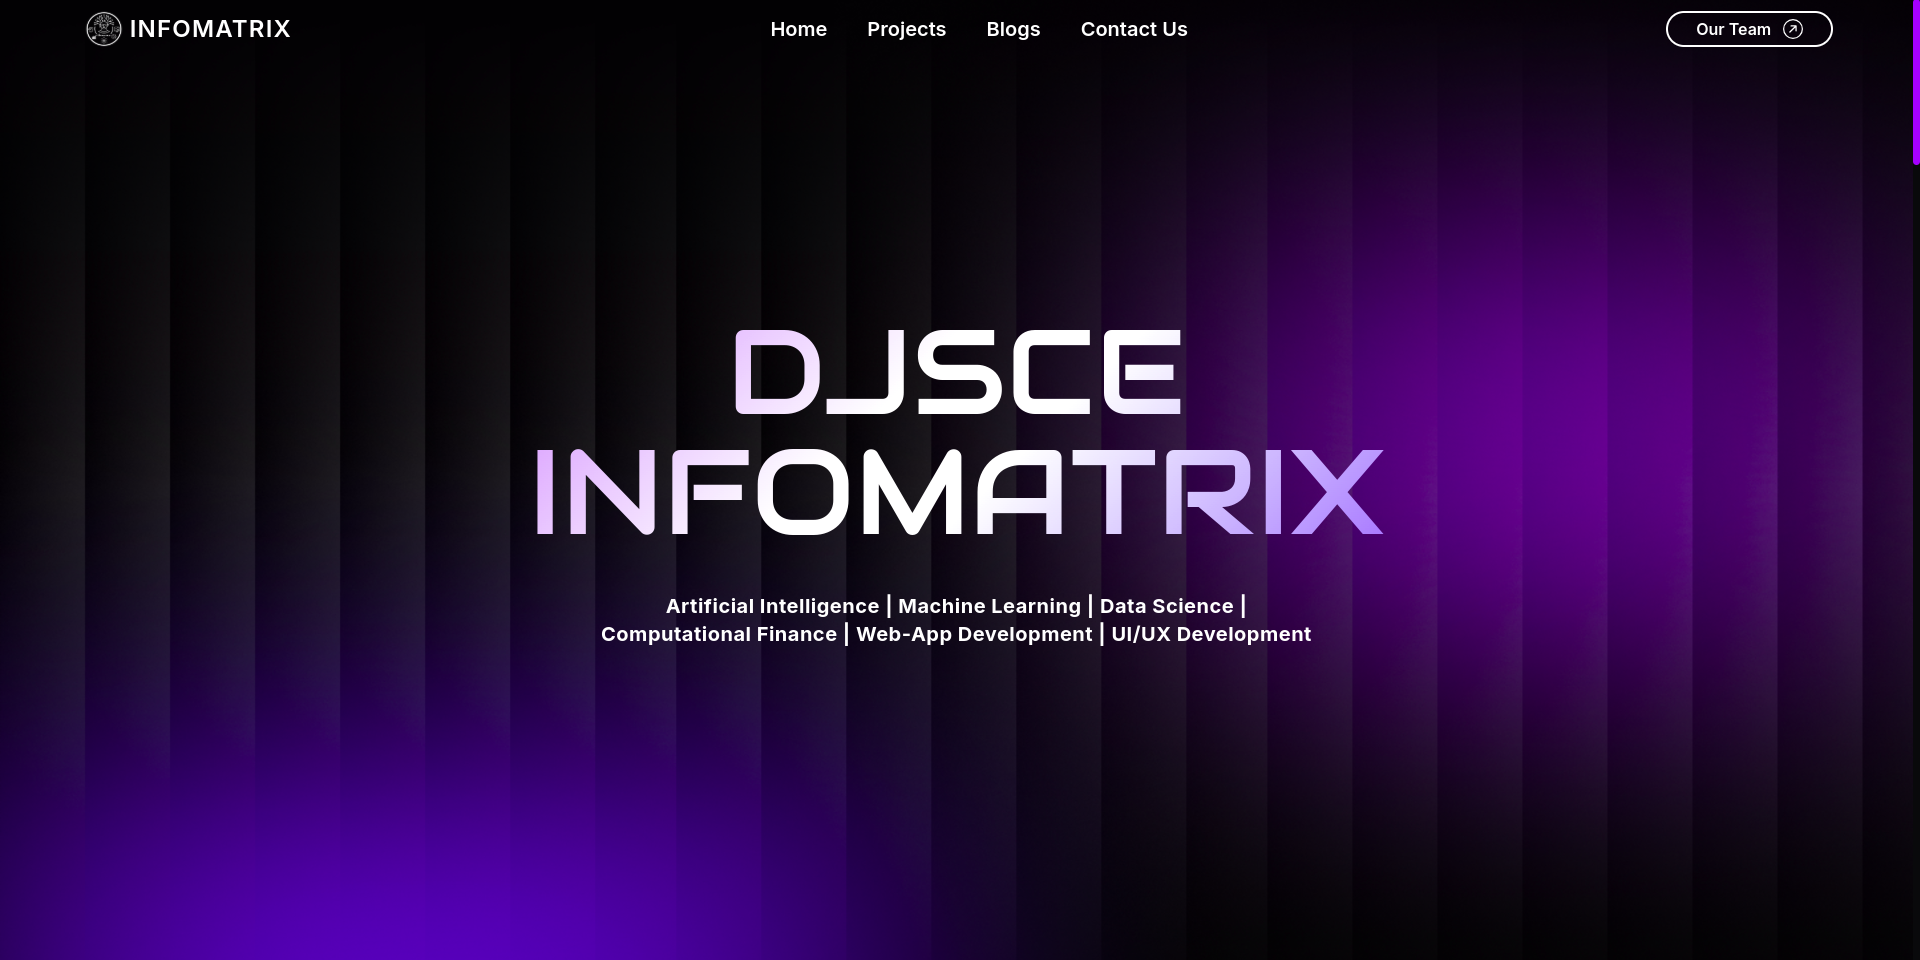 INFOMATRIX
Home Projects Blogs Contact Us
Our Team
DJSCE
INFOMATRIX
Artificial Intelligence | Machine Learning | Data Science |
Computational Finance | Web-App Development | UI/UX Development